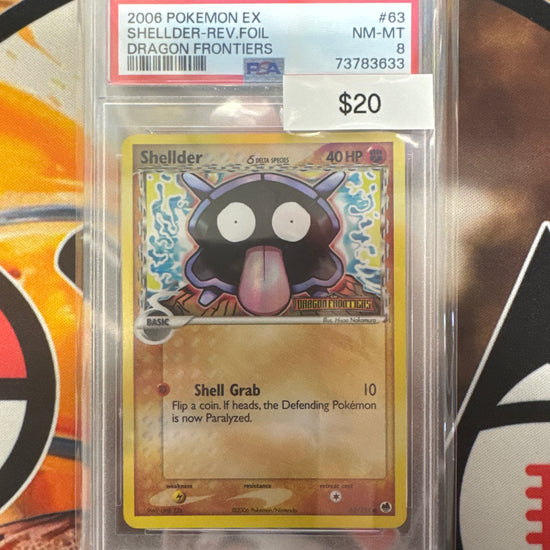 2006 POKEMON EX #63
SHELLDER-REV.FOIL NM-MT
DRAGON FRONTIERS 8
PSA 73783633
$20
Shellder δ DELTA SPECIES 40 HP
DRAGON FRONTIERS
Illus. Hiroo Nakamura
BASIC
Shell Grab 10
Flip a coin. If heads, the Defending Pokémon
is now Paralyzed.
weakness resistance retreat cost
©2006 Pokémon/Nintendo